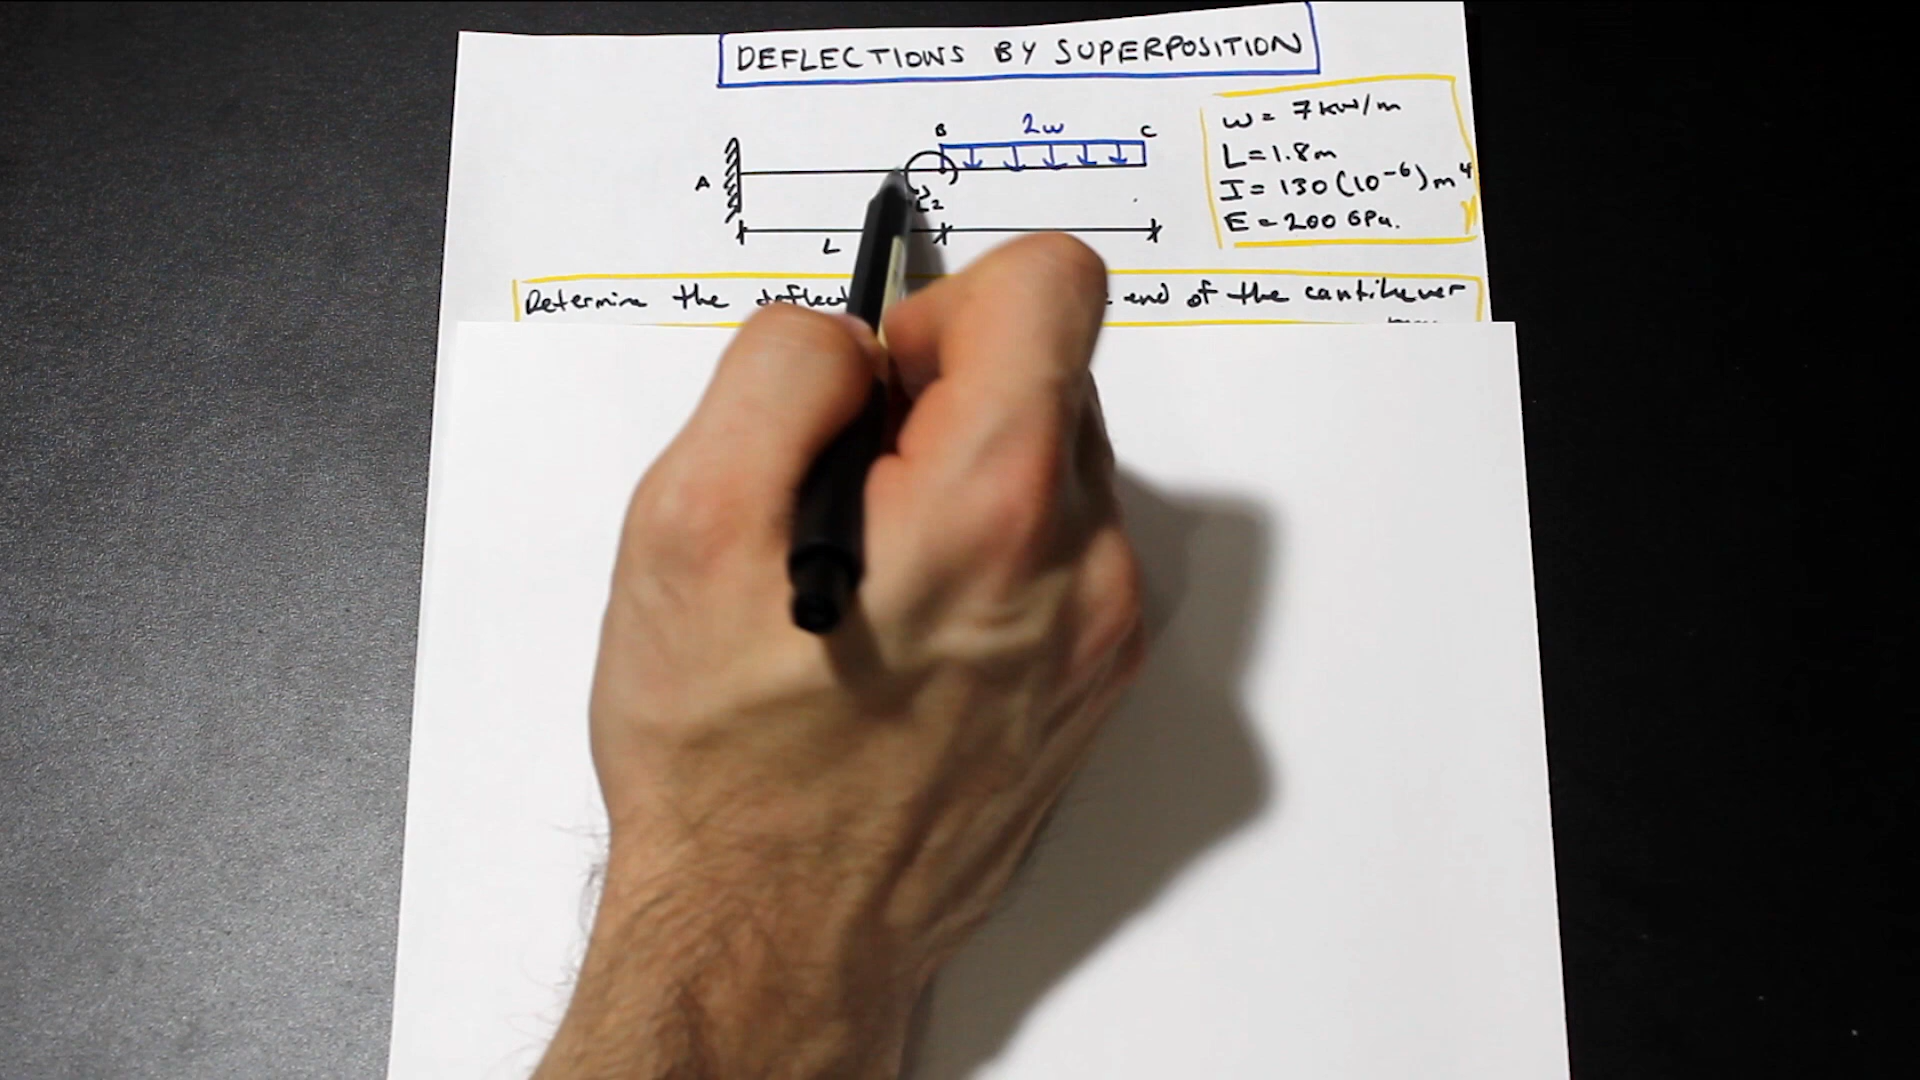 DEFLECTIONS BY SUPERPOSITION
B 2w C
A
L
w = 7 kN/m
L = 1.8m
I = 130 (10⁻⁶) m⁴
E = 200 GPa.
Determine the end of the cantilever